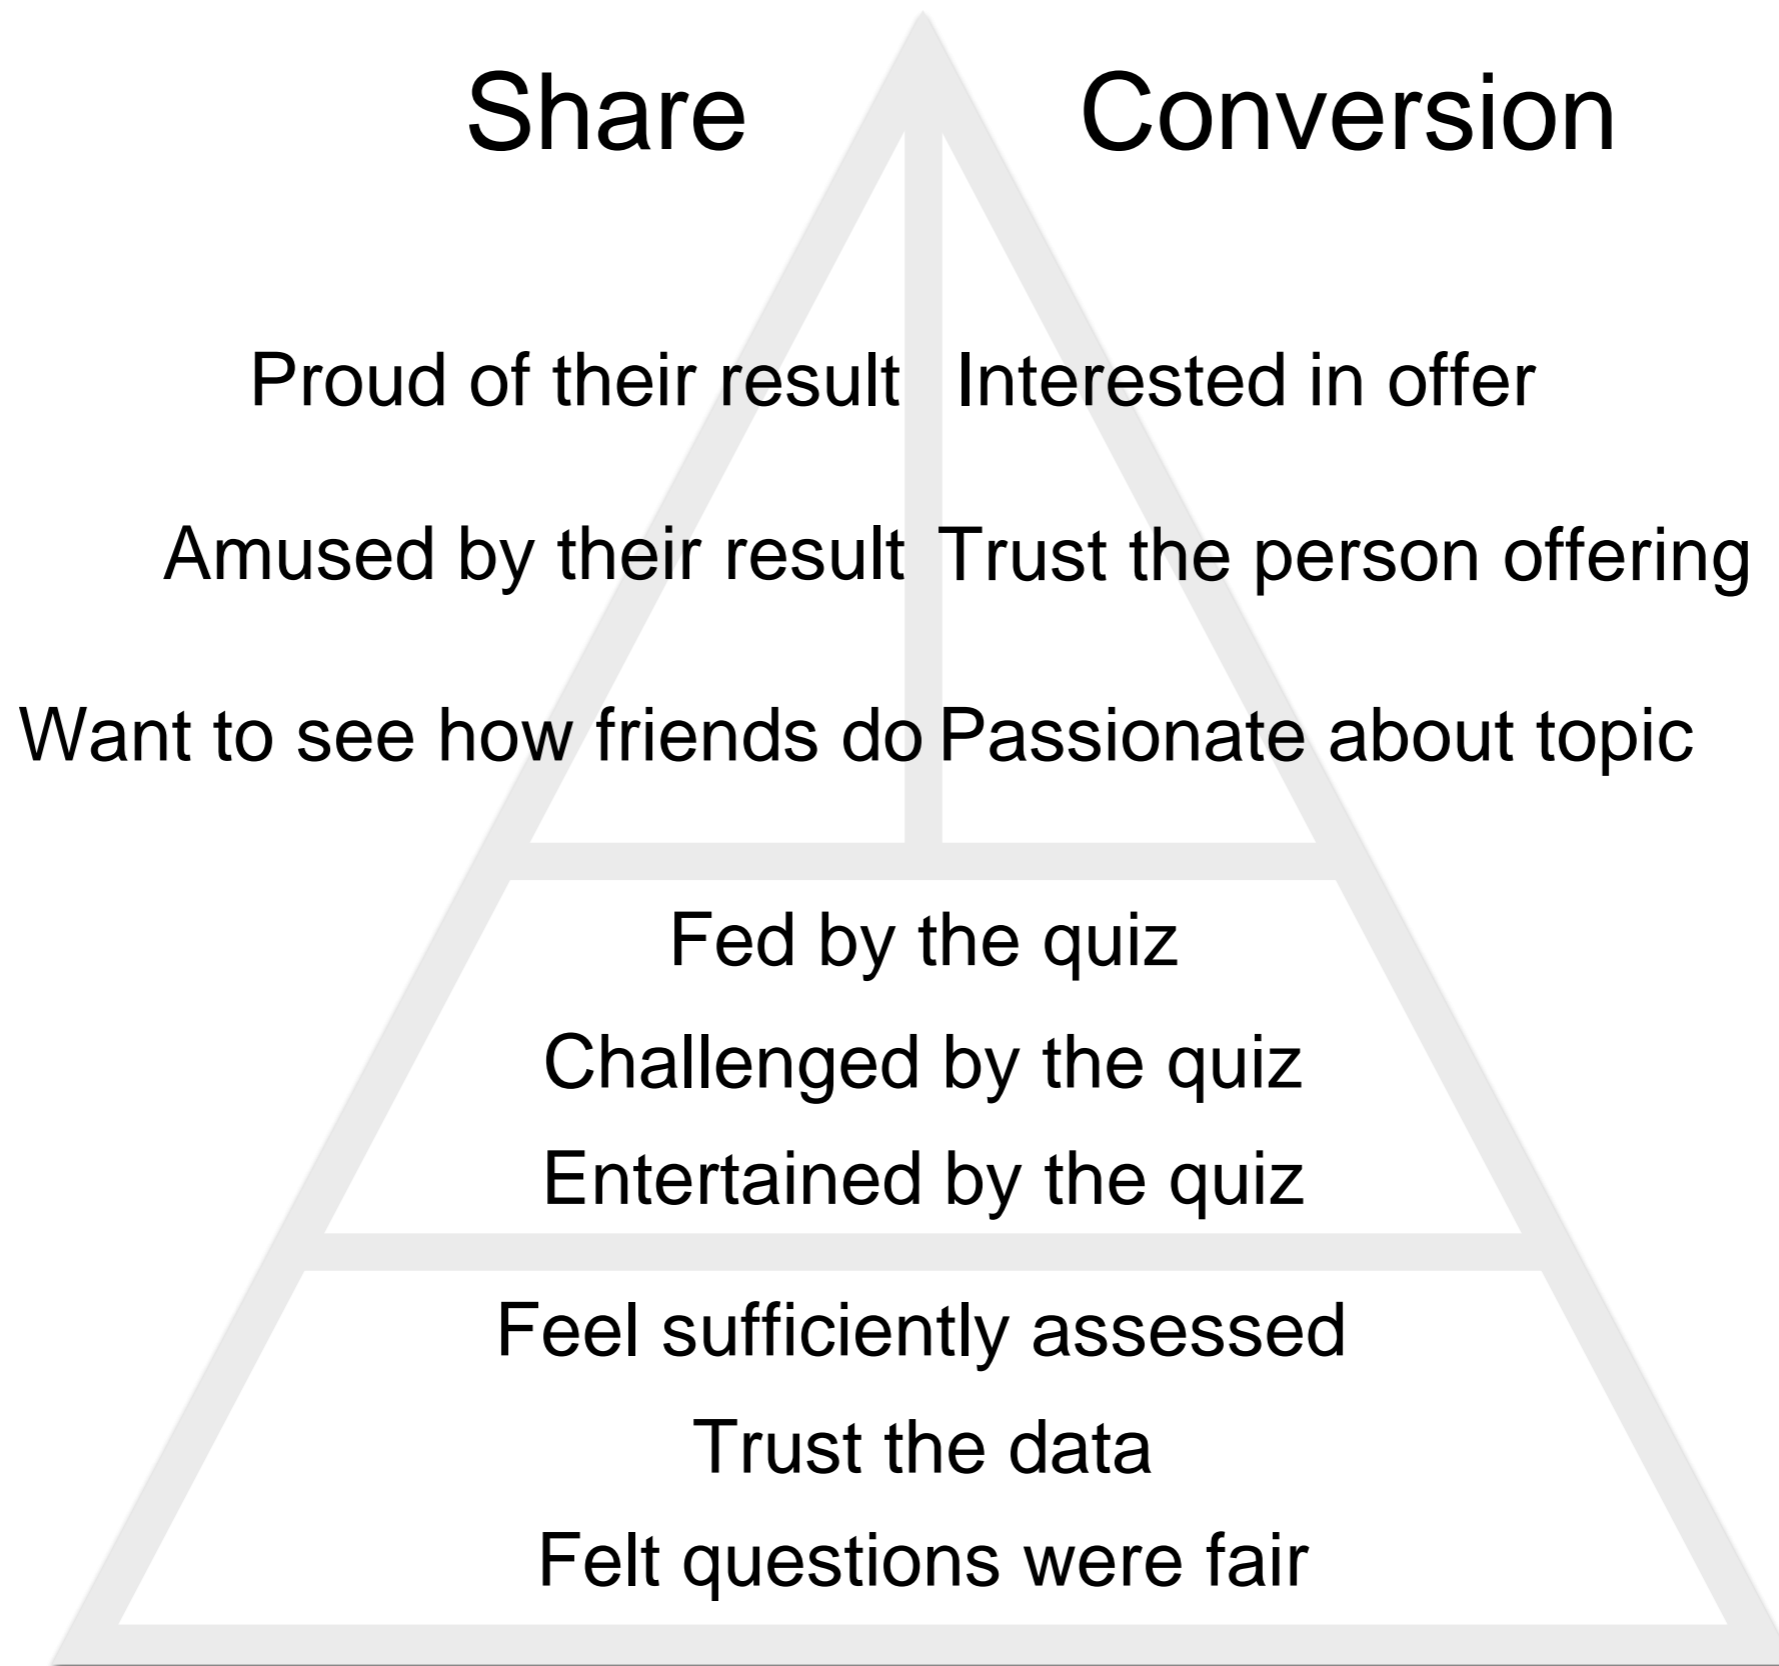 Share Conversion
Proud of their result Interested in offer
Amused by their result Trust the person offering
Want to see how friends do Passionate about topic
Fed by the quiz
Challenged by the quiz
Entertained by the quiz
Feel sufficiently assessed
Trust the data
Felt questions were fair